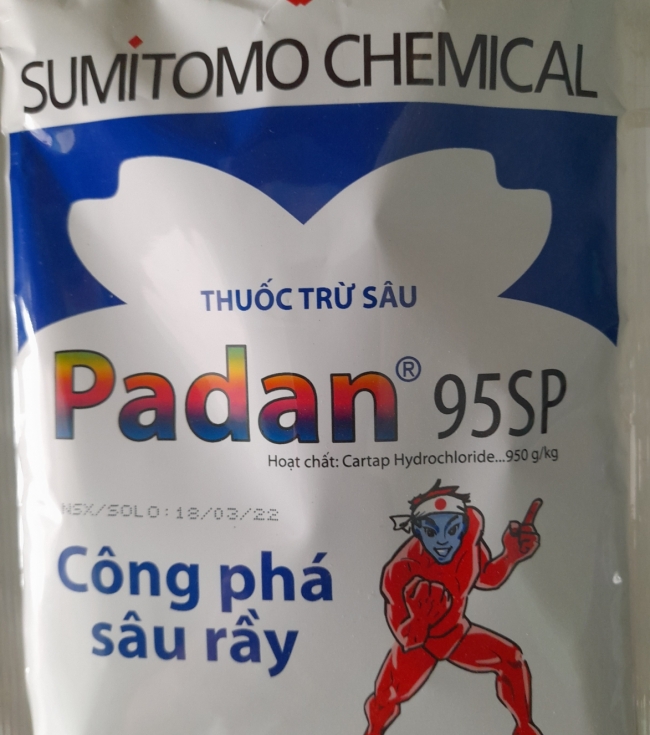 SUMITOMO CHEMICAL
THUỐC TRỪ SÂU
Padan® 95SP
Hoạt chất: Cartap Hydrochloride...950 g/kg
NSX/SOLO:18/03/22
Công phá
sâu rầy